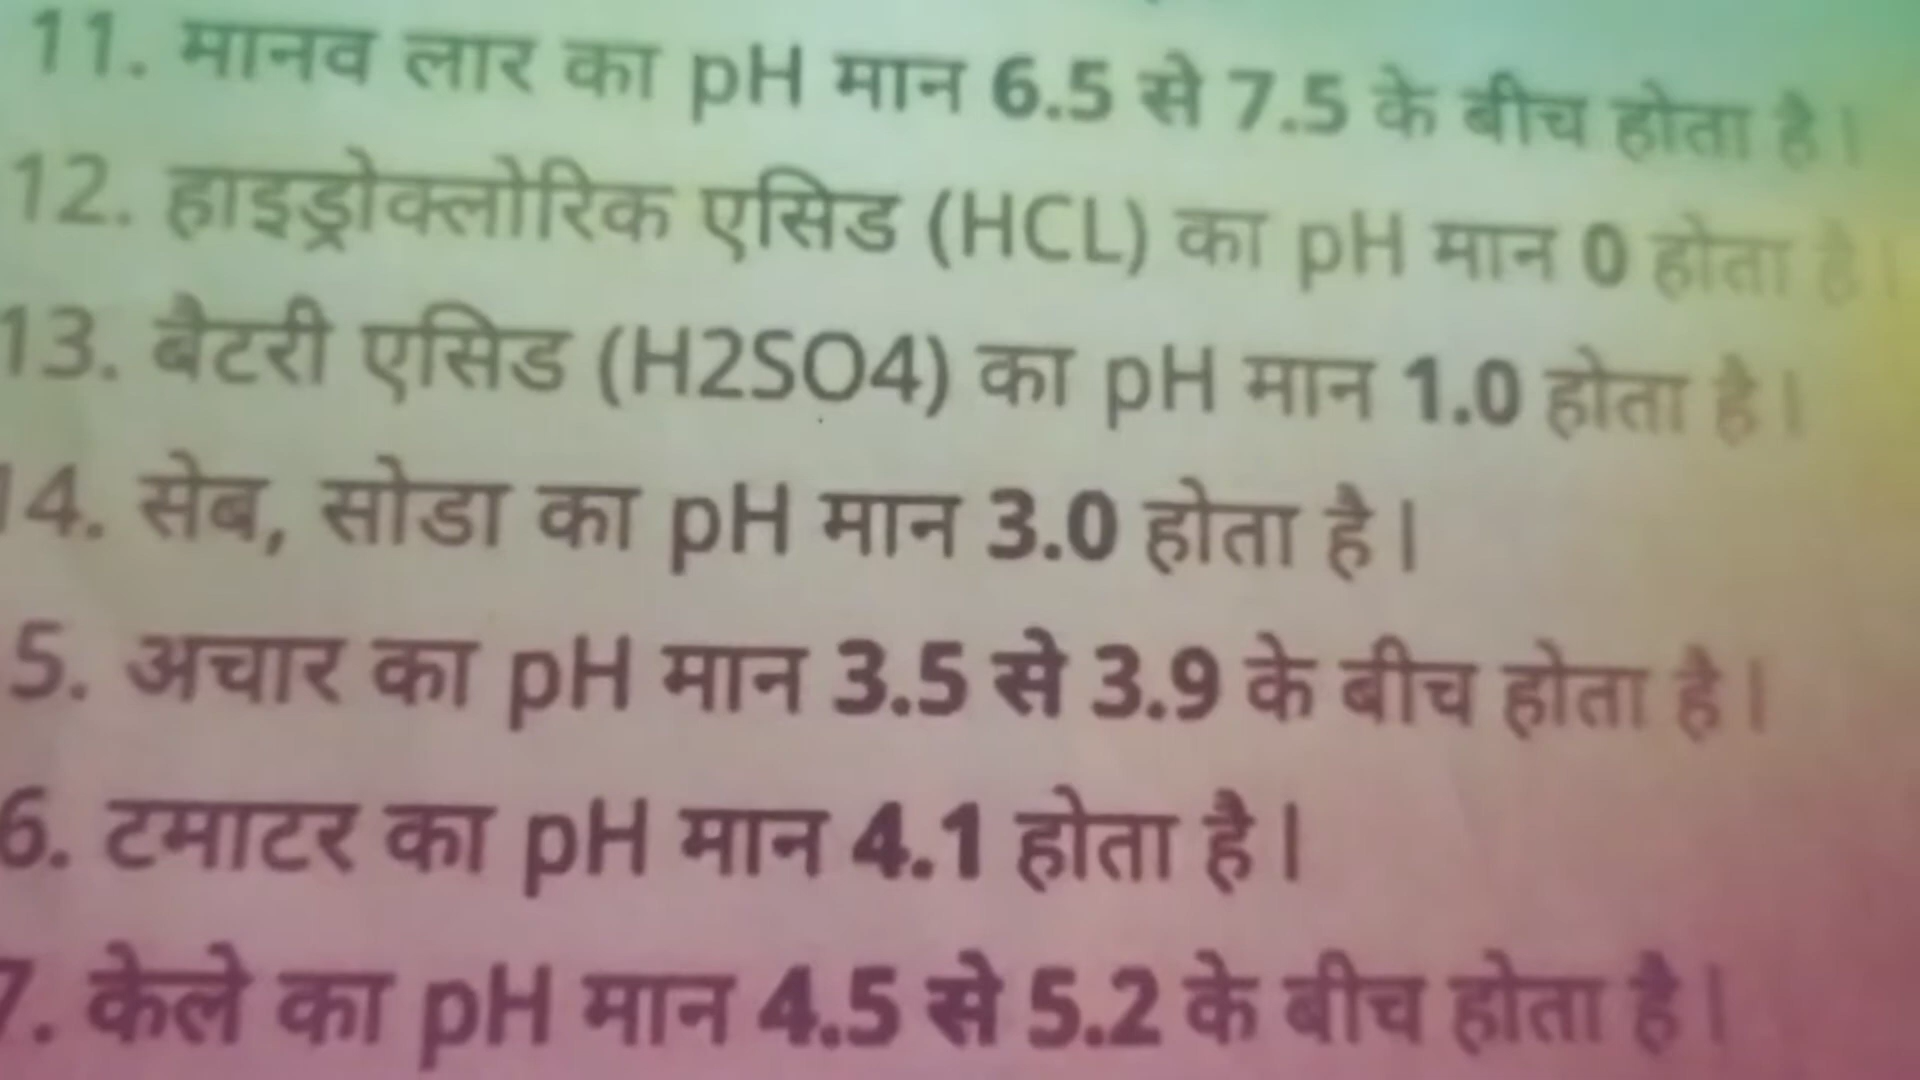 11. मानव लार का pH मान 6.5 से 7.5 के बीच होता है।
12. हाइड्रोक्लोरिक एसिड (HCL) का pH मान 0 होता है।
13. बैटरी एसिड (H2SO4) का pH मान 1.0 होता है।
14. सेब, सोडा का pH मान 3.0 होता है।
5. अचार का pH मान 3.5 से 3.9 के बीच होता है।
6. टमाटर का pH मान 4.1 होता है।
7. केले का pH मान 4.5 से 5.2 के बीच होता है।